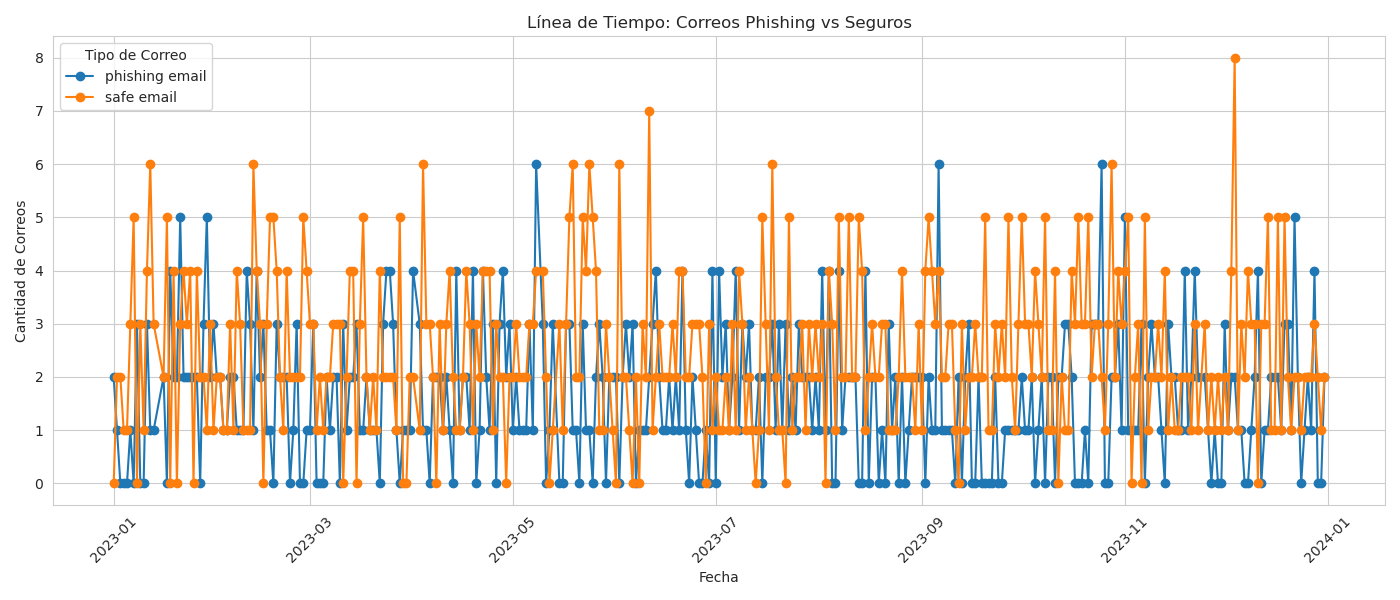 Línea de Tiempo: Correos Phishing vs Seguros
Tipo de Correo
phishing email
safe email
Cantidad de Correos
8
7
6
5
4
3
2
1
0
2023-01
2023-03
2023-05
2023-07
2023-09
2023-11
2024-01
Fecha